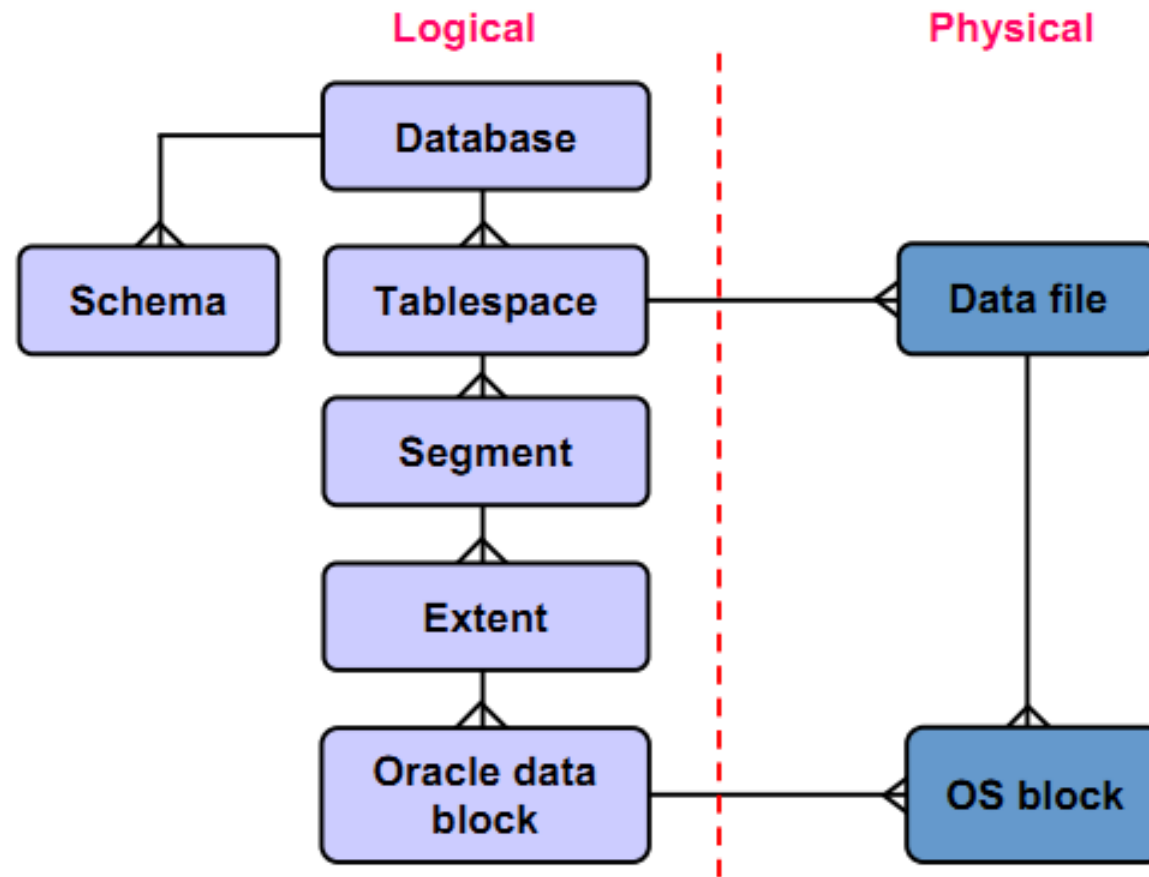 Logical
Physical
Database
Schema
Tablespace
Data file
Segment
Extent
Oracle data
block
OS block